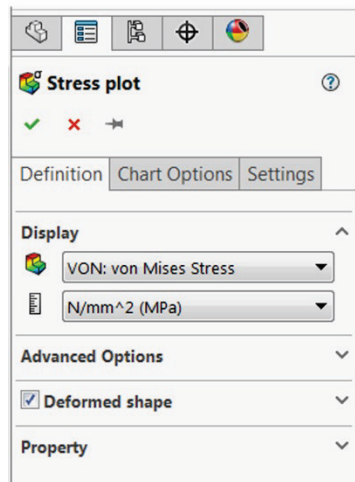 Stress plot
Definition Chart Options Settings
Display
VON: von Mises Stress
N/mm^2 (MPa)
Advanced Options
Deformed shape
Property